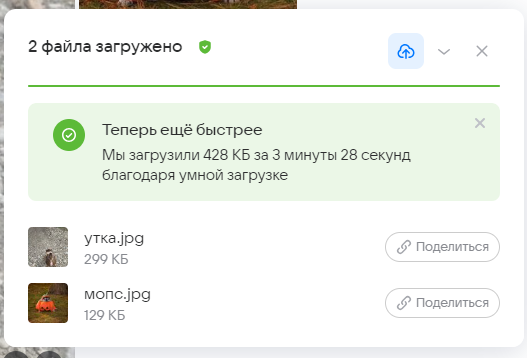 2 файла загружено
Теперь ещё быстрее
Мы загрузили 428 КБ за 3 минуты 28 секунд
благодаря умной загрузке
утка.jpg
299 КБ
Поделиться
мопс.jpg
129 КБ
Поделиться